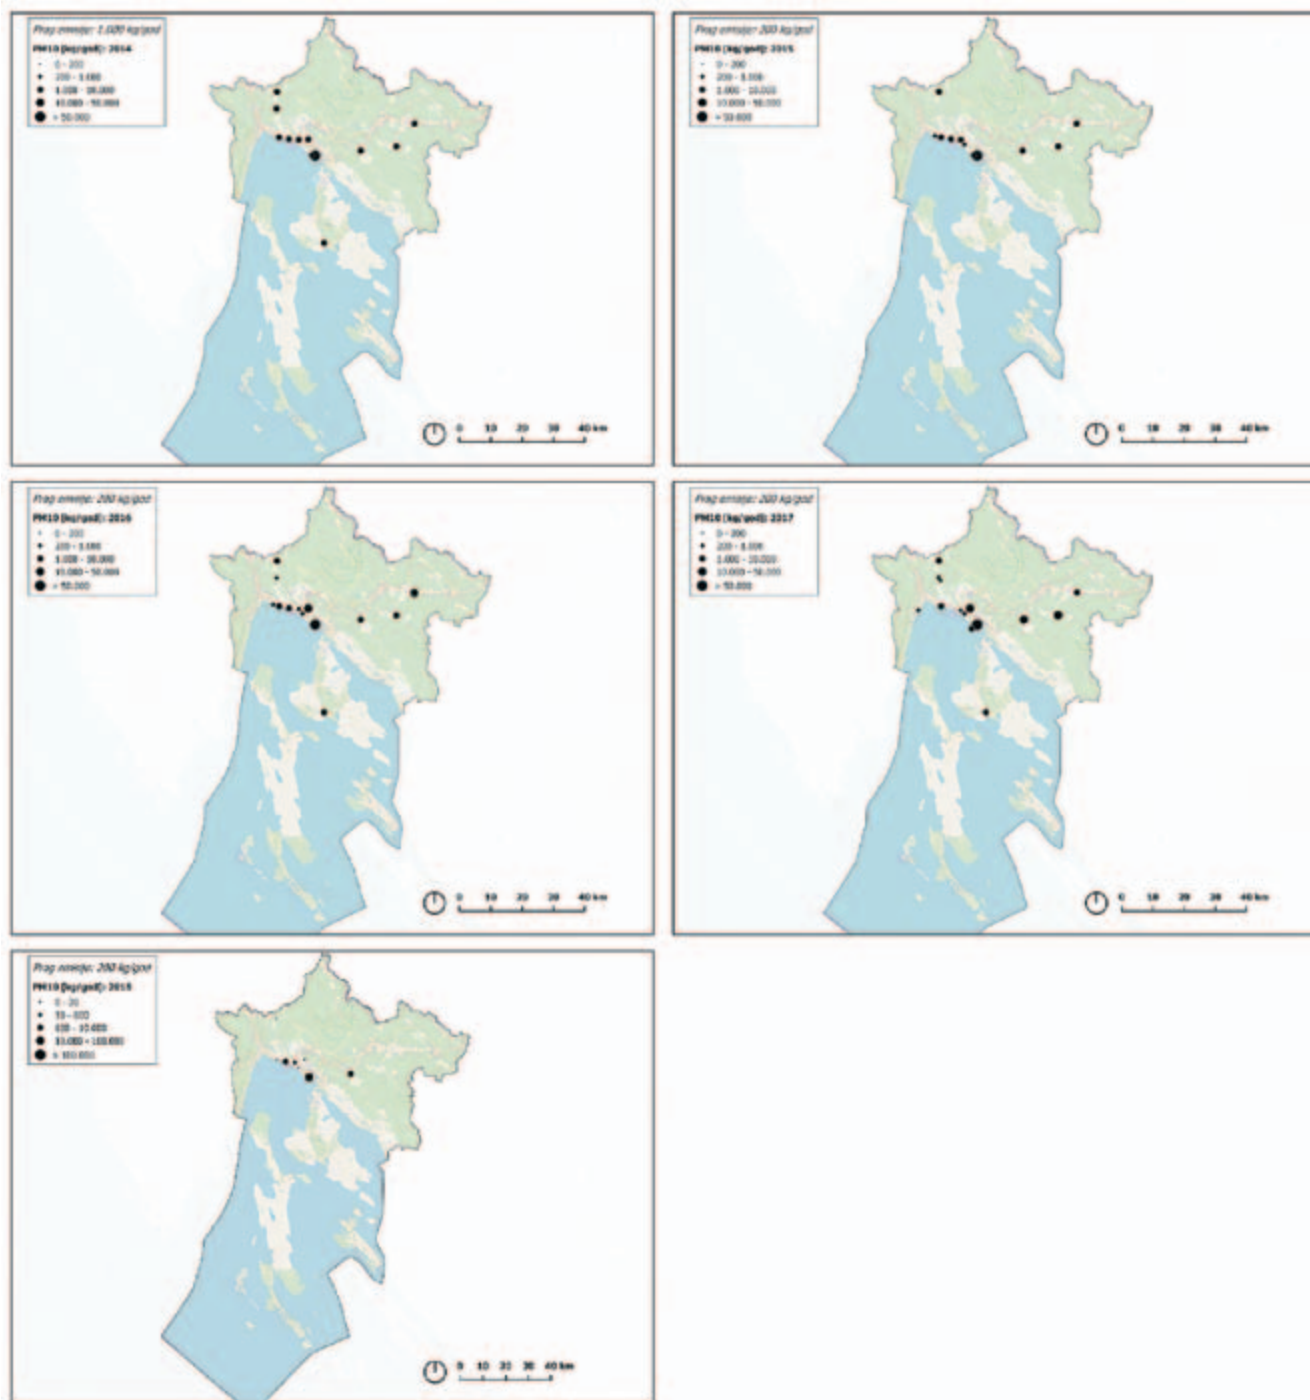 Prag emisije: 1.000 kg/god
PM10 [kg/god]: 2014
0 - 200
200 - 1.000
1.000 - 10.000
10.000 - 50.000
> 50.000
0 10 20 30 40 km
Prag emisije: 200 kg/god
PM10 [kg/god]: 2015
0 - 200
200 - 1.000
1.000 - 10.000
10.000 - 50.000
> 50.000
0 10 20 30 40 km
Prag emisije: 200 kg/god
PM10 [kg/god]: 2016
0 - 200
200 - 1.000
1.000 - 10.000
10.000 - 50.000
> 50.000
0 10 20 30 40 km
Prag emisije: 200 kg/god
PM10 [kg/god]: 2017
0 - 200
200 - 1.000
1.000 - 10.000
10.000 - 50.000
> 50.000
0 10 20 30 40 km
Prag emisije: 200 kg/god
PM10 [kg/god]:
10.000 - 100.000
> 100.000
0 10 20 30 40 km